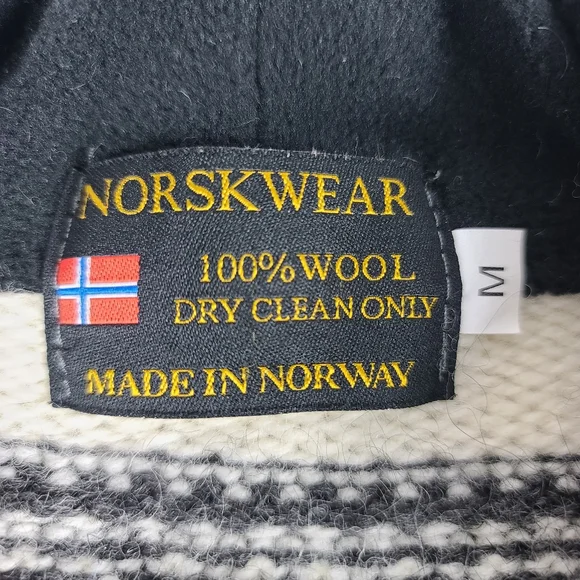 NORSKWEAR
100% WOOL
DRY CLEAN ONLY
MADE IN NORWAY
M